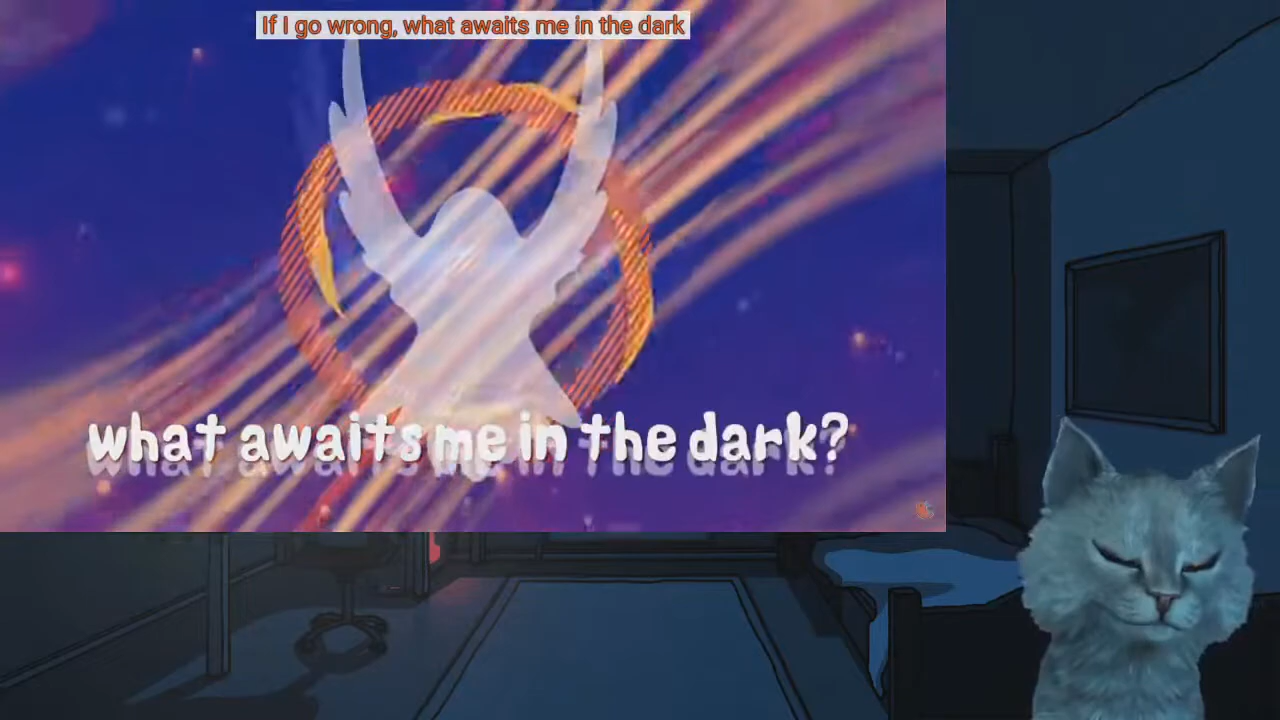 If I go wrong, what awaits me in the dark
what awaits me in the dark?